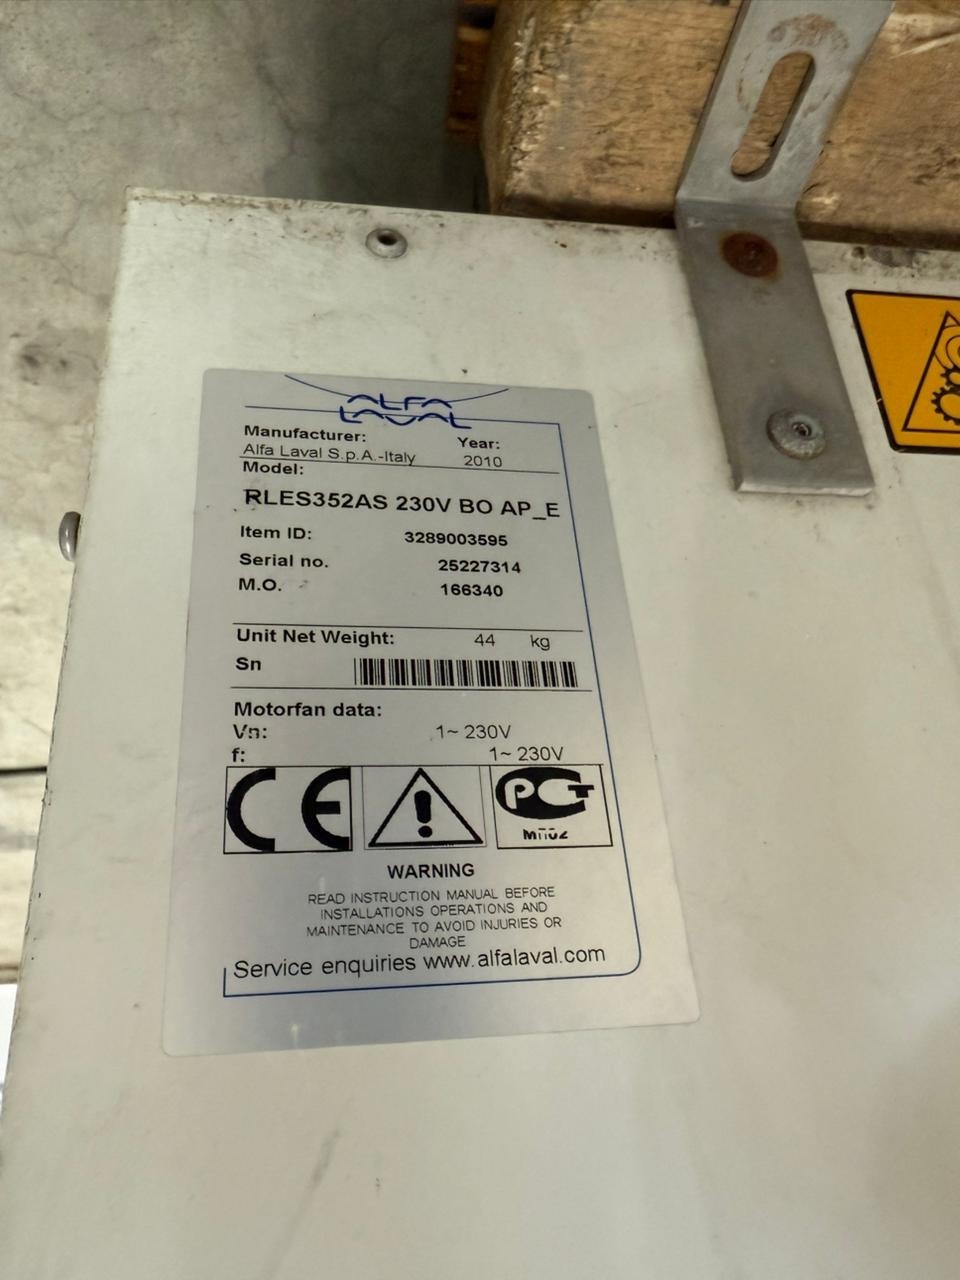 ALFA
LAVAL
Manufacturer: Year:
Alfa Laval S.p.A.-Italy 2010
Model:
RLES352AS 230V BO AP_E
Item ID: 3289003595
Serial no. 25227314
M.O. 166340
Unit Net Weight: 44 kg
Sn
Motorfan data:
Vn: 1~ 230V
f: 1~ 230V
CE
РСТ
WARNING
READ INSTRUCTION MANUAL BEFORE
INSTALLATIONS OPERATIONS AND
MAINTENANCE TO AVOID INJURIES OR
DAMAGE
Service enquiries www.alfalaval.com